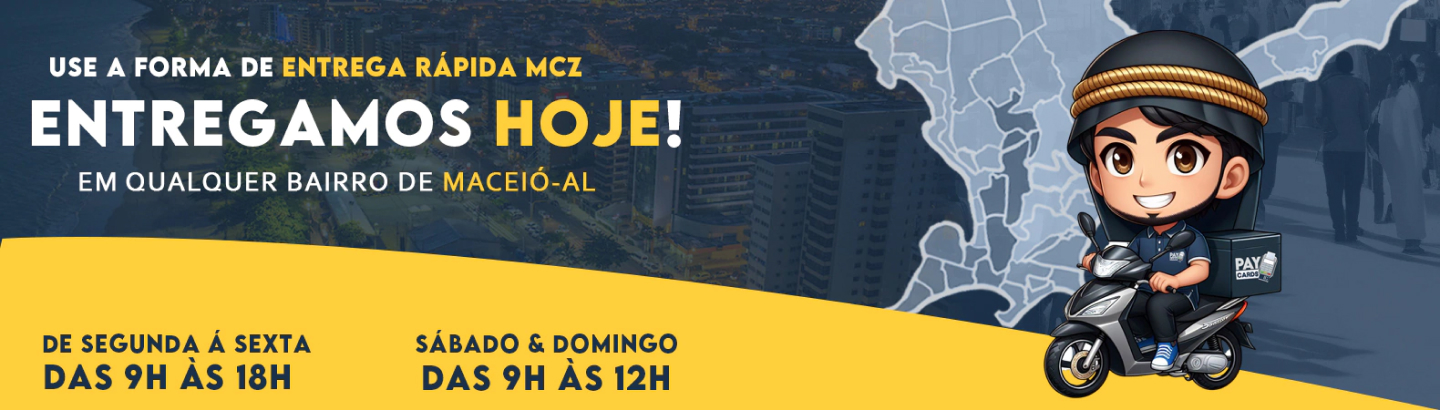 USE A FORMA DE ENTREGA RÁPIDA MCZ
ENTREGAMOS HOJE!
EM QUALQUER BAIRRO DE MACEIÓ-AL
DE SEGUNDA Á SEXTA
DAS 9H ÀS 18H
SÁBADO & DOMINGO
DAS 9H ÀS 12H
PAY
CARDS